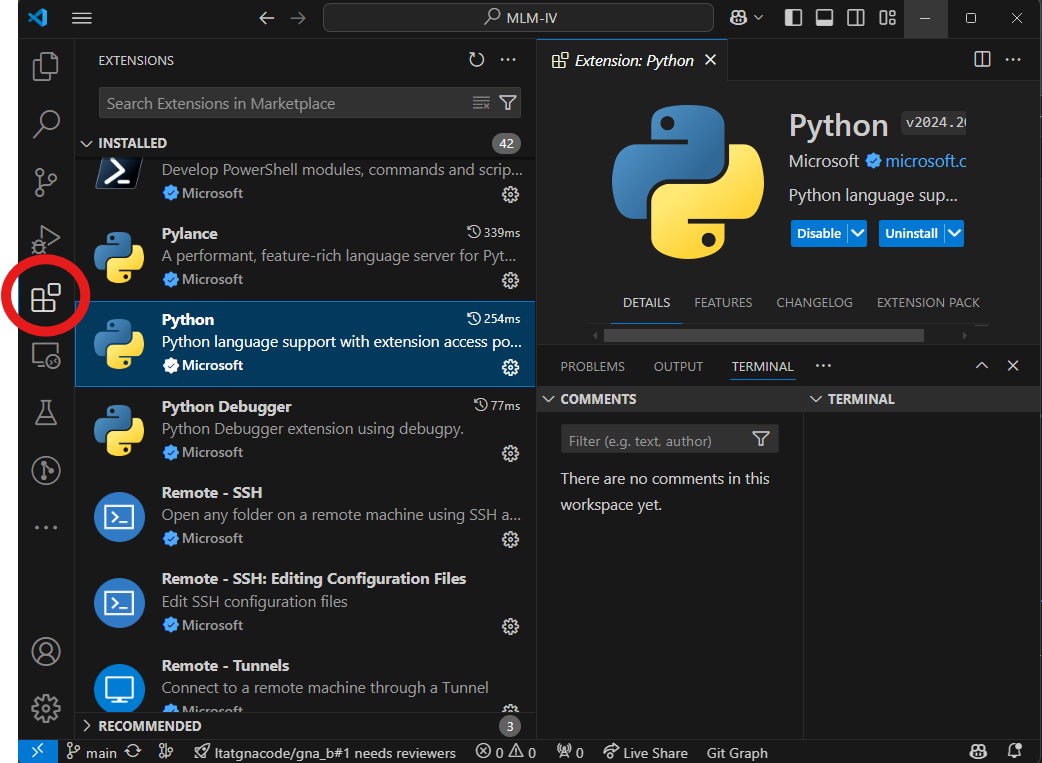 MLM-IV
EXTENSIONS
Search Extensions in Marketplace
INSTALLED 42
Develop PowerShell modules, commands and scrip...
Microsoft
Pylance 339ms
A performant, feature-rich language server for Pyt...
Microsoft
Python 254ms
Python language support with extension access po...
Microsoft
Python Debugger 77ms
Python Debugger extension using debugpy.
Microsoft
Remote - SSH
Open any folder on a remote machine using SSH a...
Microsoft
Remote - SSH: Editing Configuration Files
Edit SSH configuration files
Microsoft
Remote - Tunnels
Connect to a remote machine through a Tunnel
Microsoft
RECOMMENDED 3
Extension: Python
Python v2024.20
Microsoft microsoft.c
Python language sup...
Disable Uninstall
DETAILS FEATURES CHANGELOG EXTENSION PACK
PROBLEMS OUTPUT TERMINAL ...
COMMENTS
Filter (e.g. text, author)
There are no comments in this
workspace yet.
TERMINAL
main Itatgnacode/gna_b#1 needs reviewers 0 0 0 Live Share Git Graph